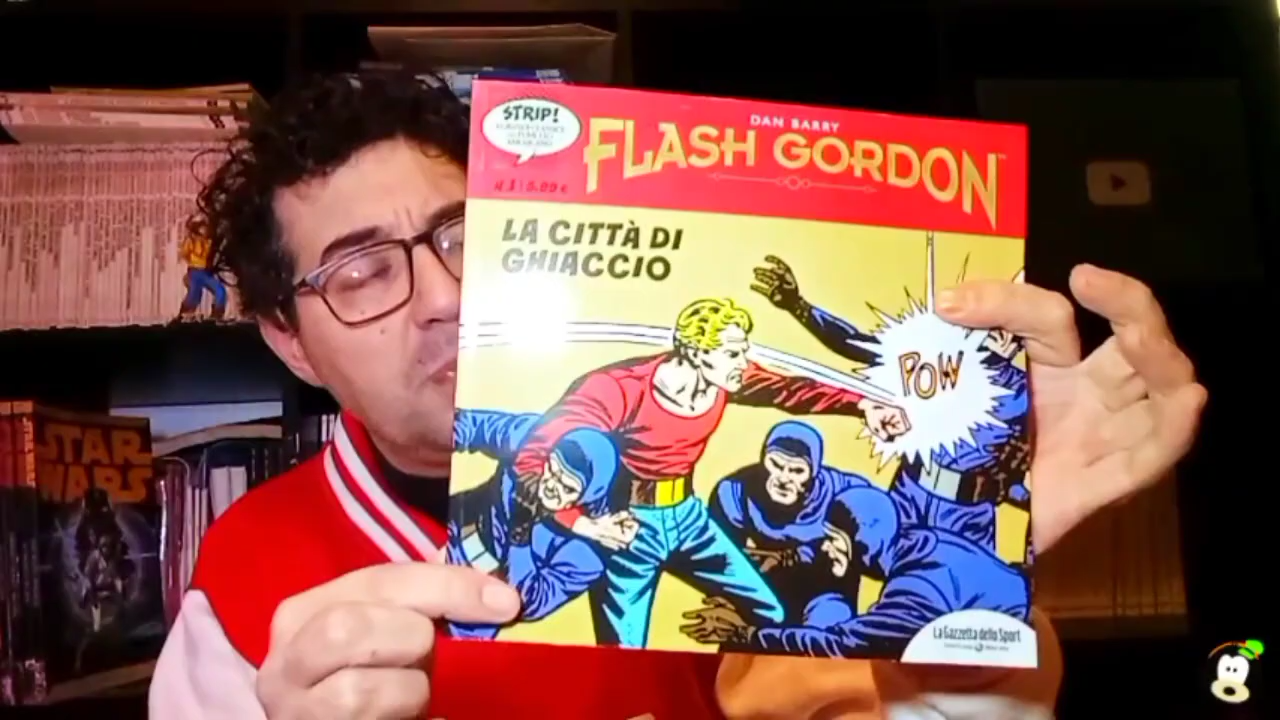 STRIP!
DAN BARRY
FLASH GORDON
LA CITTÀ DI
GHIACCIO
POW
La Gazzetta dello Sport
STAR
WARS